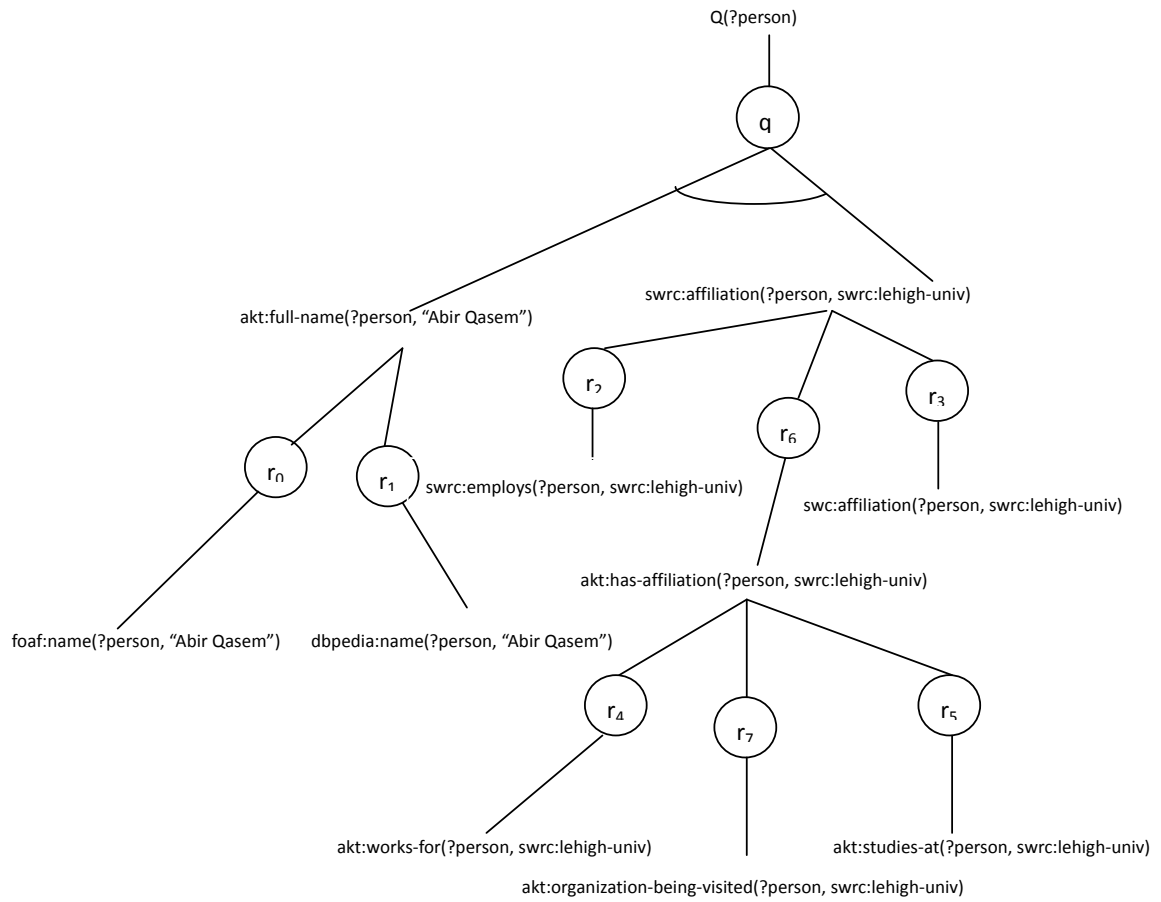 Q(?person)
q
swrc:affiliation(?person, swrc:lehigh-univ)
akt:full-name(?person, “Abir Qasem”)
r2
r3
r6
r0
r1
swrc:employs(?person, swrc:lehigh-univ)
swc:affiliation(?person, swrc:lehigh-univ)
akt:has-affiliation(?person, swrc:lehigh-univ)
foaf:name(?person, “Abir Qasem”)
dbpedia:name(?person, “Abir Qasem”)
r4
r7
r5
akt:works-for(?person, swrc:lehigh-univ)
akt:studies-at(?person, swrc:lehigh-univ)
akt:organization-being-visited(?person, swrc:lehigh-univ)